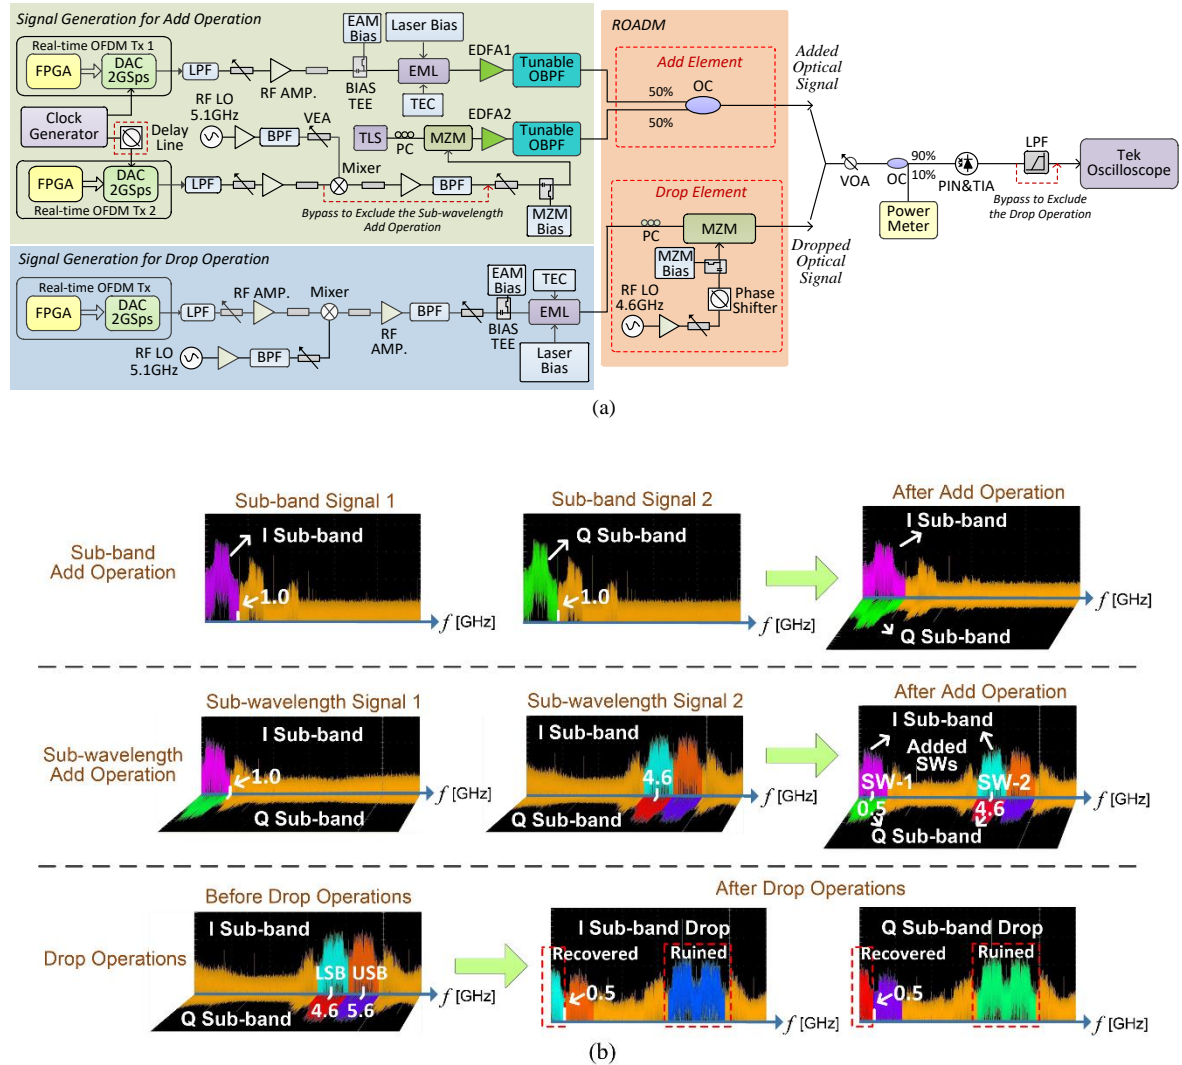 Signal Generation for Add Operation
Real-time OFDM Tx 1
FPGA
DAC
2GSps
LPF
RF AMP.
EAM
Bias
BIAS
TEE
Laser Bias
EML
TEC
EDFA1
Tunable
OBPF
Clock
Generator
Delay
Line
RF LO
5.1GHz
BPF
VEA
Mixer
TLS
PC
MZM
EDFA2
Tunable
OBPF
FPGA
DAC
2GSps
Real-time OFDM Tx 2
LPF
BPF
Bypass to Exclude the Sub-wavelength
Add Operation
MZM
Bias
Signal Generation for Drop Operation
Real-time OFDM Tx
FPGA
DAC
2GSps
LPF
RF AMP.
Mixer
RF LO
5.1GHz
BPF
RF
AMP.
BPF
EAM
Bias
BIAS
TEE
TEC
EML
Laser
Bias
ROADM
Add Element
50%
50%
OC
Drop Element
PC
MZM
MZM
Bias
RF LO
4.6GHz
Phase
Shifter
Added
Optical
Signal
Dropped
Optical
Signal
VOA
OC
90%
10%
Power
Meter
PIN&TIA
LPF
Bypass to Exclude
the Drop Operation
Tek
Oscilloscope
(a)
Sub-band
Add Operation
Sub-band Signal 1
I Sub-band
1.0
f [GHz]
Sub-band Signal 2
Q Sub-band
1.0
f [GHz]
After Add Operation
I Sub-band
Q Sub-band
f [GHz]
Sub-wavelength
Add Operation
Sub-wavelength Signal 1
I Sub-band
1.0
Q Sub-band
f [GHz]
Sub-wavelength Signal 2
I Sub-band
4.6
Q Sub-band
f [GHz]
After Add Operation
I Sub-band
Added
SWs
SW-1
SW-2
0.5
4.6
Q Sub-band
f [GHz]
Drop Operations
Before Drop Operations
I Sub-band
LSB
USB
4.6
5.6
Q Sub-band
f [GHz]
After Drop Operations
I Sub-band Drop
Recovered
Ruined
0.5
f [GHz]
Q Sub-band Drop
Recovered
Ruined
0.5
f [GHz]
(b)